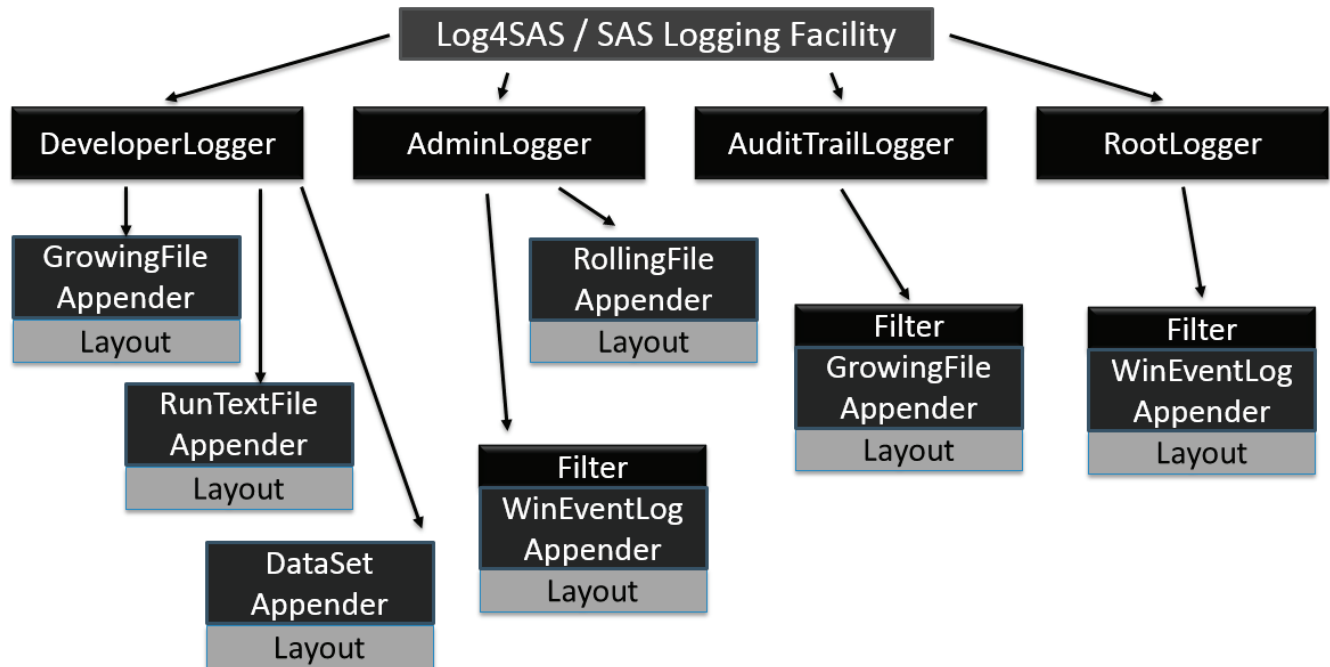 Log4SAS / SAS Logging Facility
DeveloperLogger
AdminLogger
AuditTrailLogger
RootLogger
GrowingFile
Appender
Layout
RunTextFile
Appender
Layout
DataSet
Appender
Layout
RollingFile
Appender
Layout
Filter
WinEventLog
Appender
Layout
Filter
GrowingFile
Appender
Layout
Filter
WinEventLog
Appender
Layout